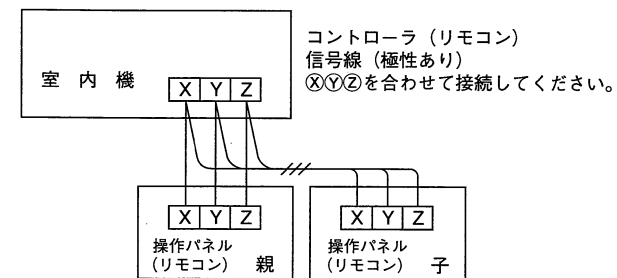 コントローラ（リモコン）
信号線（極性あり）
ⓍⓎⓏを合わせて接続してください。
室内機
X Y Z
X Y Z
操作パネル
（リモコン） 親
X Y Z
操作パネル
（リモコン） 子